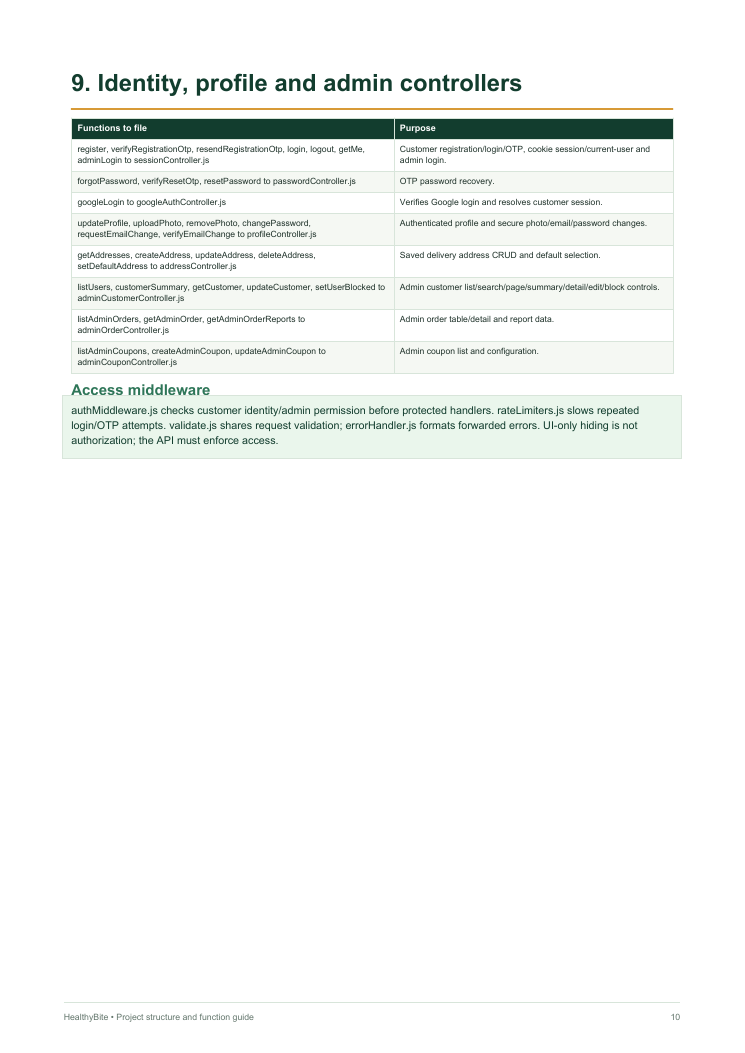 9. Identity, profile and admin controllers
Functions to file
Purpose
register, verifyRegistrationOtp, resendRegistrationOtp, login, logout, getMe,
adminLogin to sessionController.js
Customer registration/login/OTP, cookie session/current-user and
admin login.
forgotPassword, verifyResetOtp, resetPassword to passwordController.js
OTP password recovery.
googleLogin to googleAuthController.js
Verifies Google login and resolves customer session.
updateProfile, uploadPhoto, removePhoto, changePassword,
requestEmailChange, verifyEmailChange to profileController.js
Authenticated profile and secure photo/email/password changes.
getAddresses, createAddress, updateAddress, deleteAddress,
setDefaultAddress to addressController.js
Saved delivery address CRUD and default selection.
listUsers, customerSummary, getCustomer, updateCustomer, setUserBlocked to
adminCustomerController.js
Admin customer list/search/page/summary/detail/edit/block controls.
listAdminOrders, getAdminOrder, getAdminOrderReports to
adminOrderController.js
Admin order table/detail and report data.
listAdminCoupons, createAdminCoupon, updateAdminCoupon to
adminCouponController.js
Admin coupon list and configuration.
Access middleware
authMiddleware.js checks customer identity/admin permission before protected handlers. rateLimiters.js slows repeated
login/OTP attempts. validate.js shares request validation; errorHandler.js formats forwarded errors. UI-only hiding is not
authorization; the API must enforce access.
HealthyBite • Project structure and function guide
10